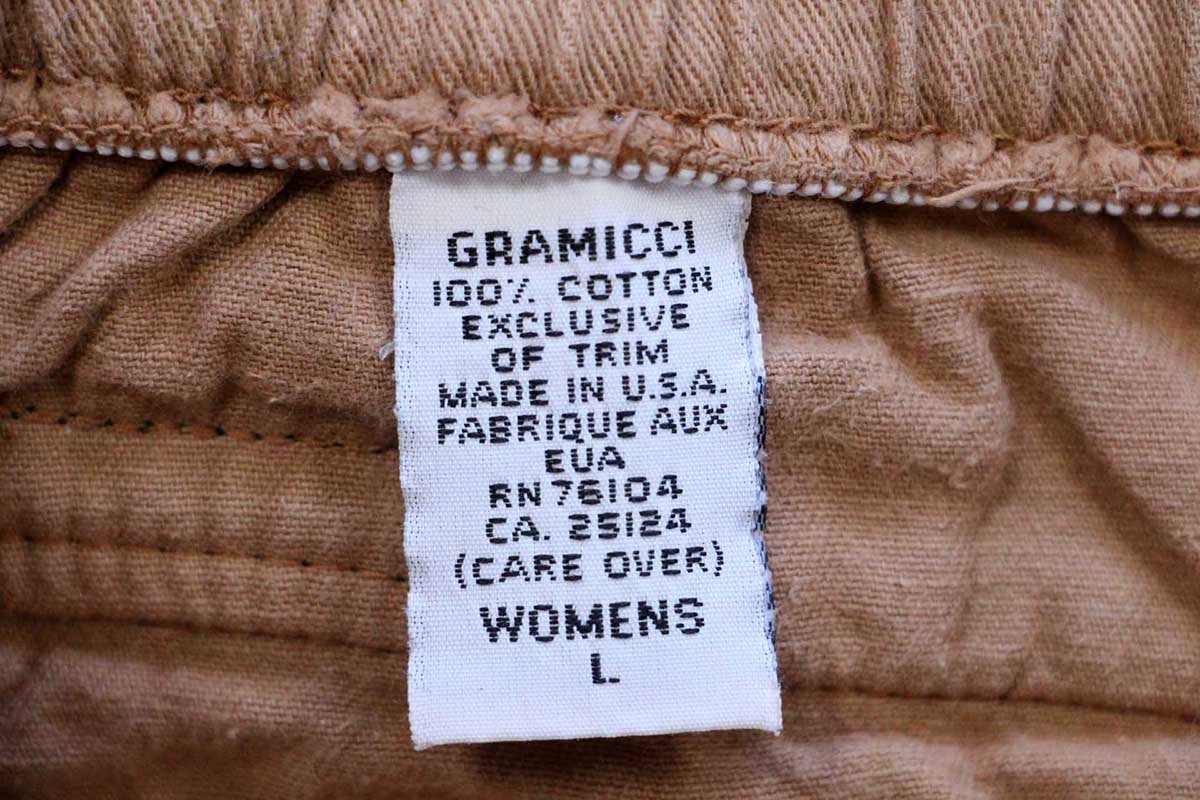 GRAMICCI
100% COTTON
EXCLUSIVE
OF TRIM
MADE IN U.S.A.
FABRIQUE AUX
EUA
RN 76104
CA. 25124
(CARE OVER)
WOMENS
L